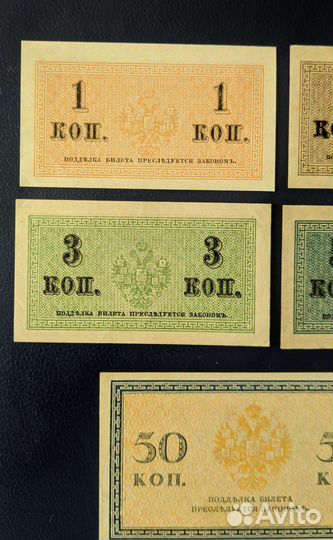 1 1
КОП. КОП.
ПОДДѢЛКА БИЛЕТА ПРЕСЛѢДУЕТСЯ ЗАКОНОМЪ.
3 3
КОП. КОП.
ПОДДѢЛКА БИЛЕТА ПРЕСЛѢДУЕТСЯ ЗАКОНОМЪ.
50 5
КОП.
ПОДДѢЛКА БИЛЕТА
ПРЕСЛѢДУЕТСЯ ЗАКОНОМЪ.
Avito